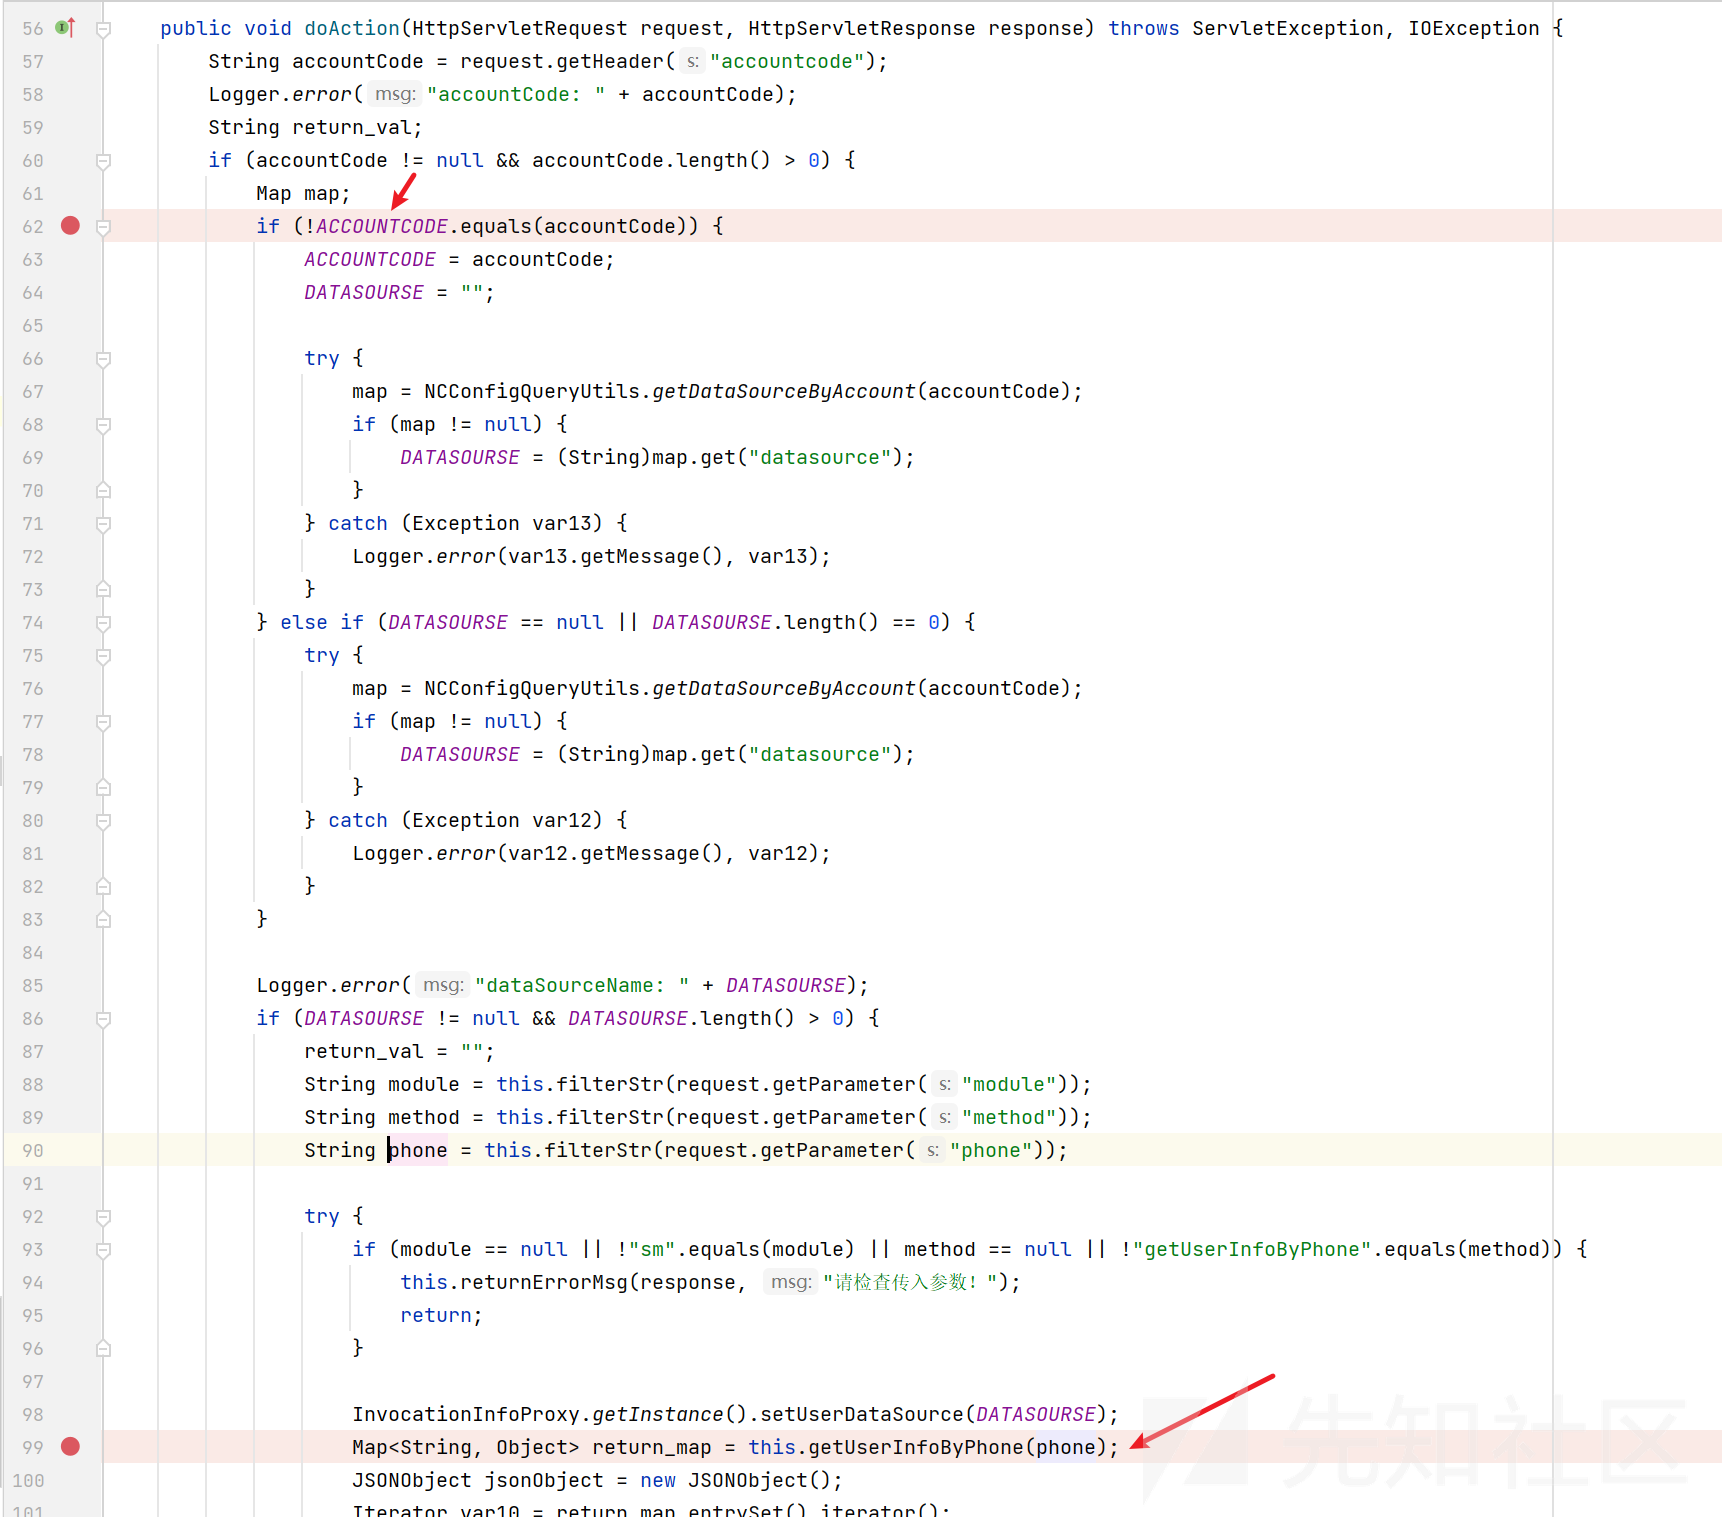 56 public void doAction(HttpServletRequest request, HttpServletResponse response) throws ServletException, IOException {
57 String accountCode = request.getHeader( s: "accountcode");
58 Logger.error( msg: "accountCode: " + accountCode);
59 String return_val;
60 if (accountCode != null && accountCode.length() > 0) {
61 Map map;
62 if (!ACCOUNTCODE.equals(accountCode)) {
63 ACCOUNTCODE = accountCode;
64 DATASOURSE = "";
65
66 try {
67 map = NCConfigQueryUtils.getDataSourceByAccount(accountCode);
68 if (map != null) {
69 DATASOURSE = (String)map.get("datasource");
70 }
71 } catch (Exception var13) {
72 Logger.error(var13.getMessage(), var13);
73 }
74 } else if (DATASOURSE == null || DATASOURSE.length() == 0) {
75 try {
76 map = NCConfigQueryUtils.getDataSourceByAccount(accountCode);
77 if (map != null) {
78 DATASOURSE = (String)map.get("datasource");
79 }
80 } catch (Exception var12) {
81 Logger.error(var12.getMessage(), var12);
82 }
83 }
84
85 Logger.error( msg: "dataSourceName: " + DATASOURSE);
86 if (DATASOURSE != null && DATASOURSE.length() > 0) {
87 return_val = "";
88 String module = this.filterStr(request.getParameter( s: "module"));
89 String method = this.filterStr(request.getParameter( s: "method"));
90 String phone = this.filterStr(request.getParameter( s: "phone"));
91
92 try {
93 if (module == null || !"sm".equals(module) || method == null || !"getUserInfoByPhone".equals(method)) {
94 this.returnErrorMsg(response, msg: "请检查传入参数！");
95 return;
96 }
97
98 InvocationInfoProxy.getInstance().setUserDataSource(DATASOURSE);
99 Map<String, Object> return_map = this.getUserInfoByPhone(phone);
100 JSONObject jsonObject = new JSONObject();
101 Iterator var10 = return_map.entrySet().iterator();
先知社区